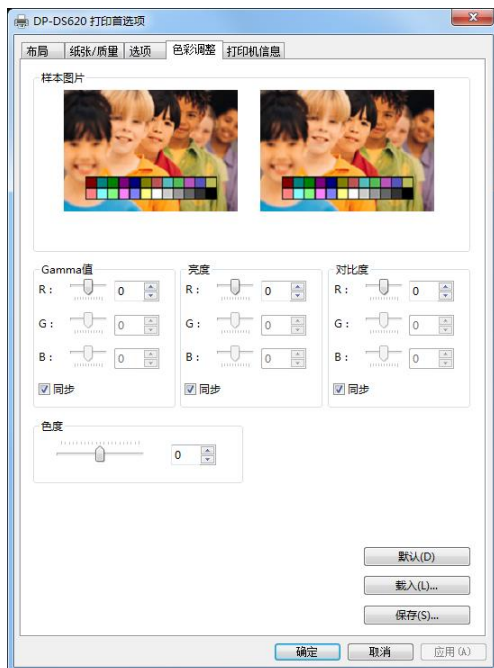 DP-DS620 打印首选项
布局 纸张/质量 选项 色彩调整 打印机信息
样本图片
Gamma值 亮度 对比度
R: 0 R: 0 R: 0
G: 0 G: 0 G: 0
B: 0 B: 0 B: 0
同步 同步 同步
色度
0
默认(D)
载入(L)...
保存(S)...
确定 取消 应用(A)